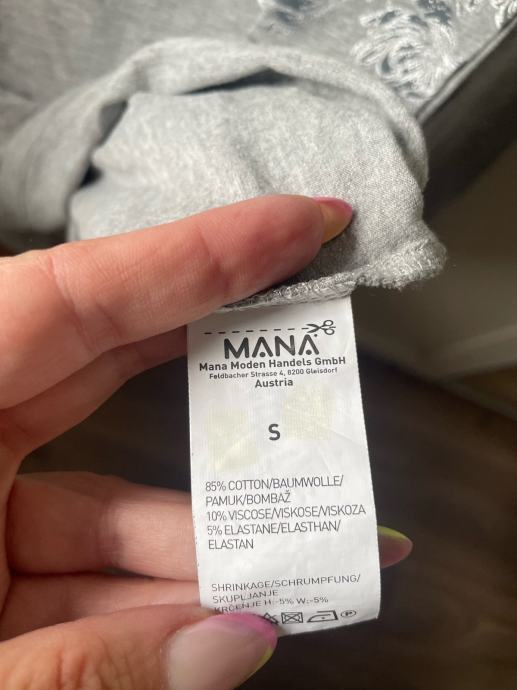 MANA
Mana Moden Handels GmbH
Feldbacher Strasse 4, 8200 Gleisdorf
Austria
S
85% COTTON/BAUMWOLLE/
PAMUK/BOMBAŽ
10% VISCOSE/VISKOSE/VISKOZA
5% ELASTANE/ELASTHAN/
ELASTAN
SHRINKAGE/SCHRUMPFUNG/
SKUPLJANJE
KRČENJE H:-5% W:-5%